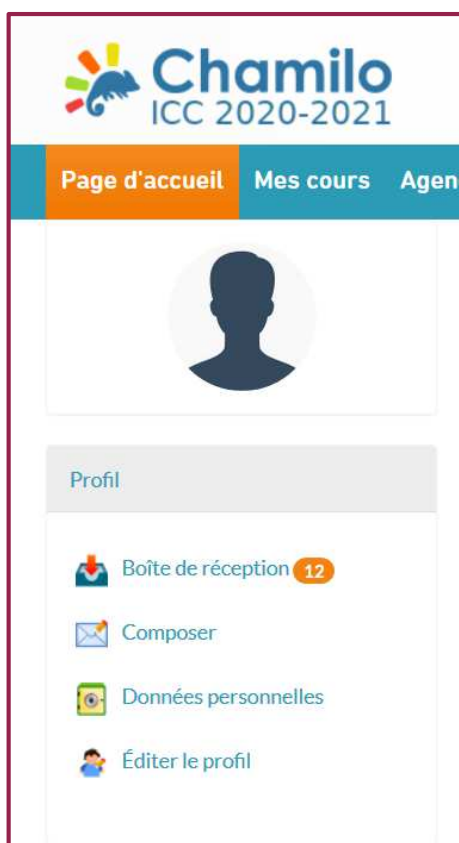 Chamilo
ICC 2020-2021
Page d'accueil Mes cours Agen
Profil
Boîte de réception 12
Composer
Données personnelles
Éditer le profil